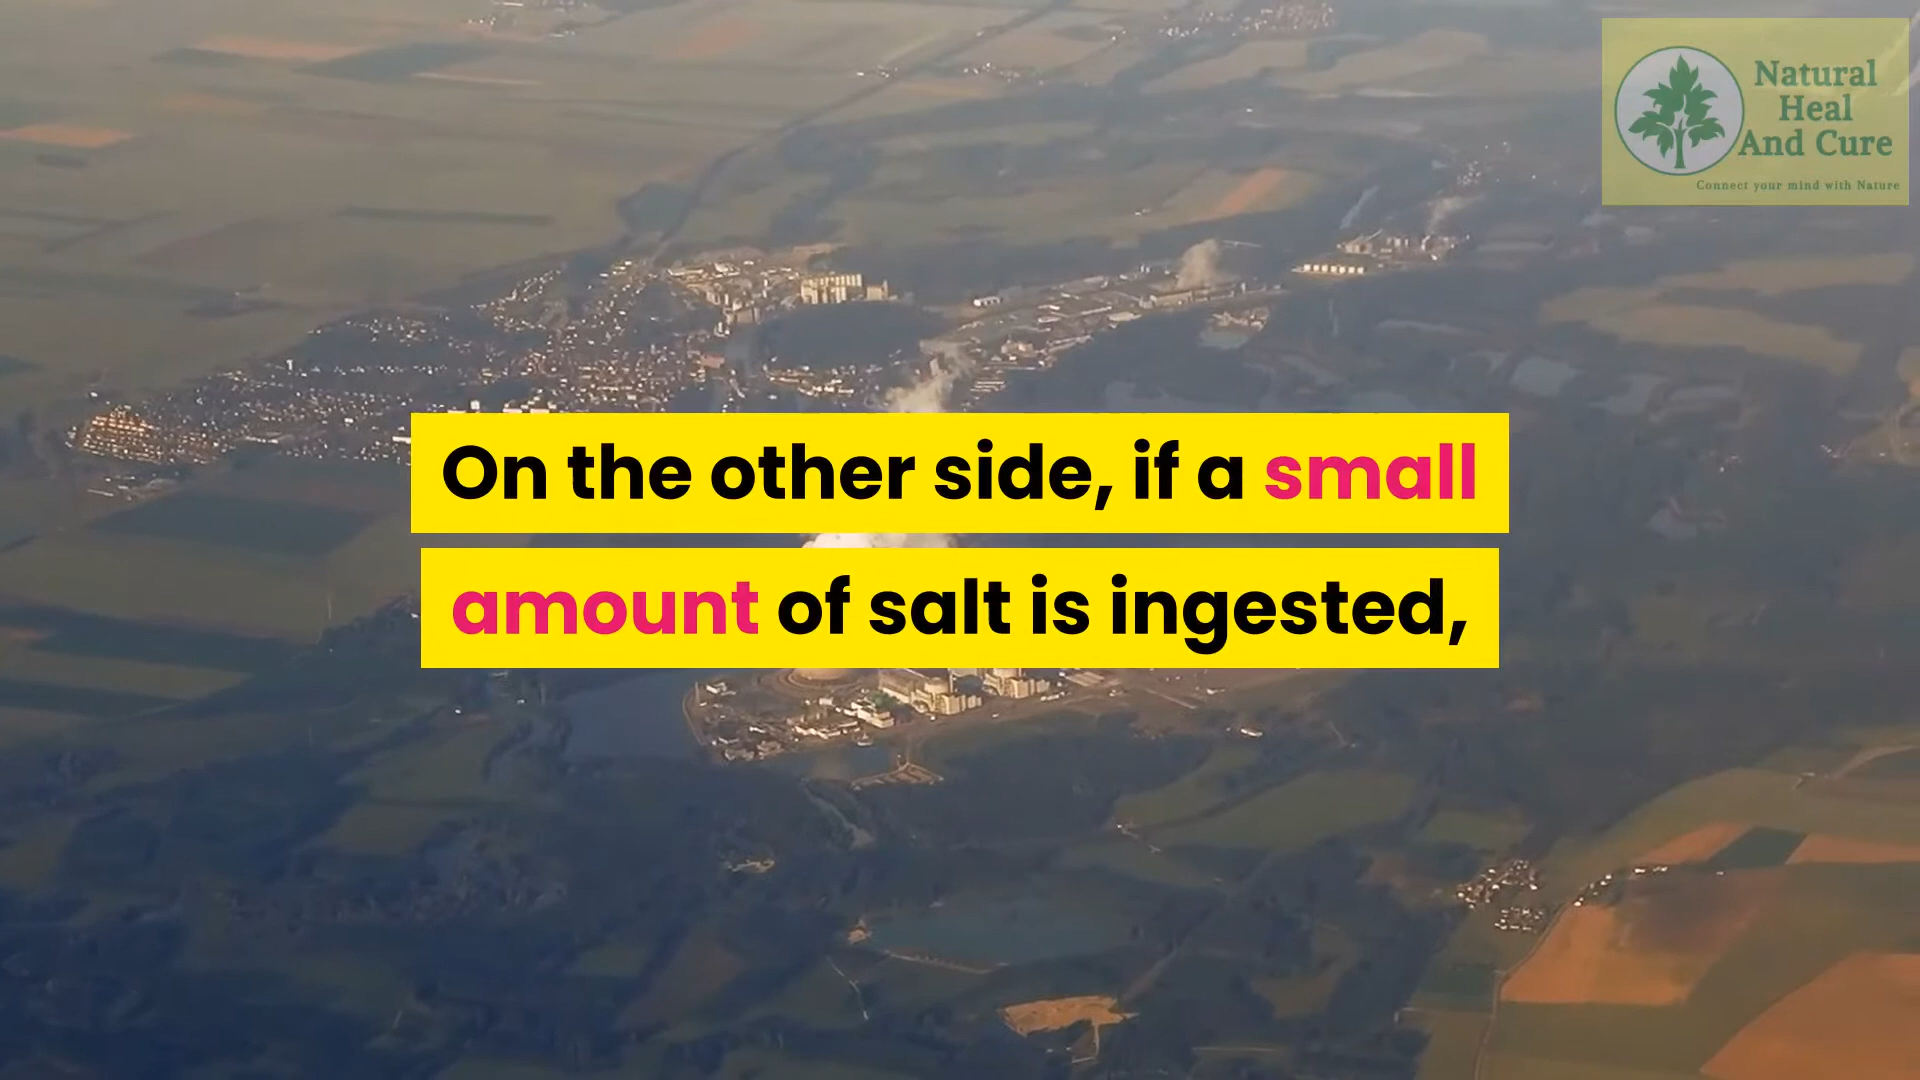 Natural
Heal
And Cure
Connect your mind with Nature
On the other side, if a small
amount of salt is ingested,